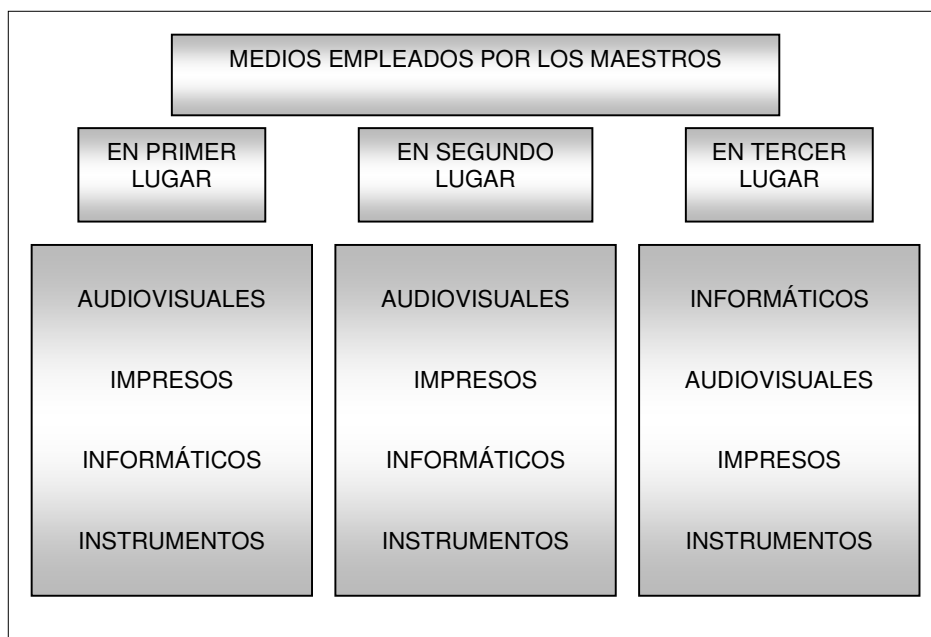 MEDIOS EMPLEADOS POR LOS MAESTROS
EN PRIMER
LUGAR
EN SEGUNDO
LUGAR
EN TERCER
LUGAR
AUDIOVISUALES
IMPRESOS
INFORMÁTICOS
INSTRUMENTOS
AUDIOVISUALES
IMPRESOS
INFORMÁTICOS
INSTRUMENTOS
INFORMÁTICOS
AUDIOVISUALES
IMPRESOS
INSTRUMENTOS